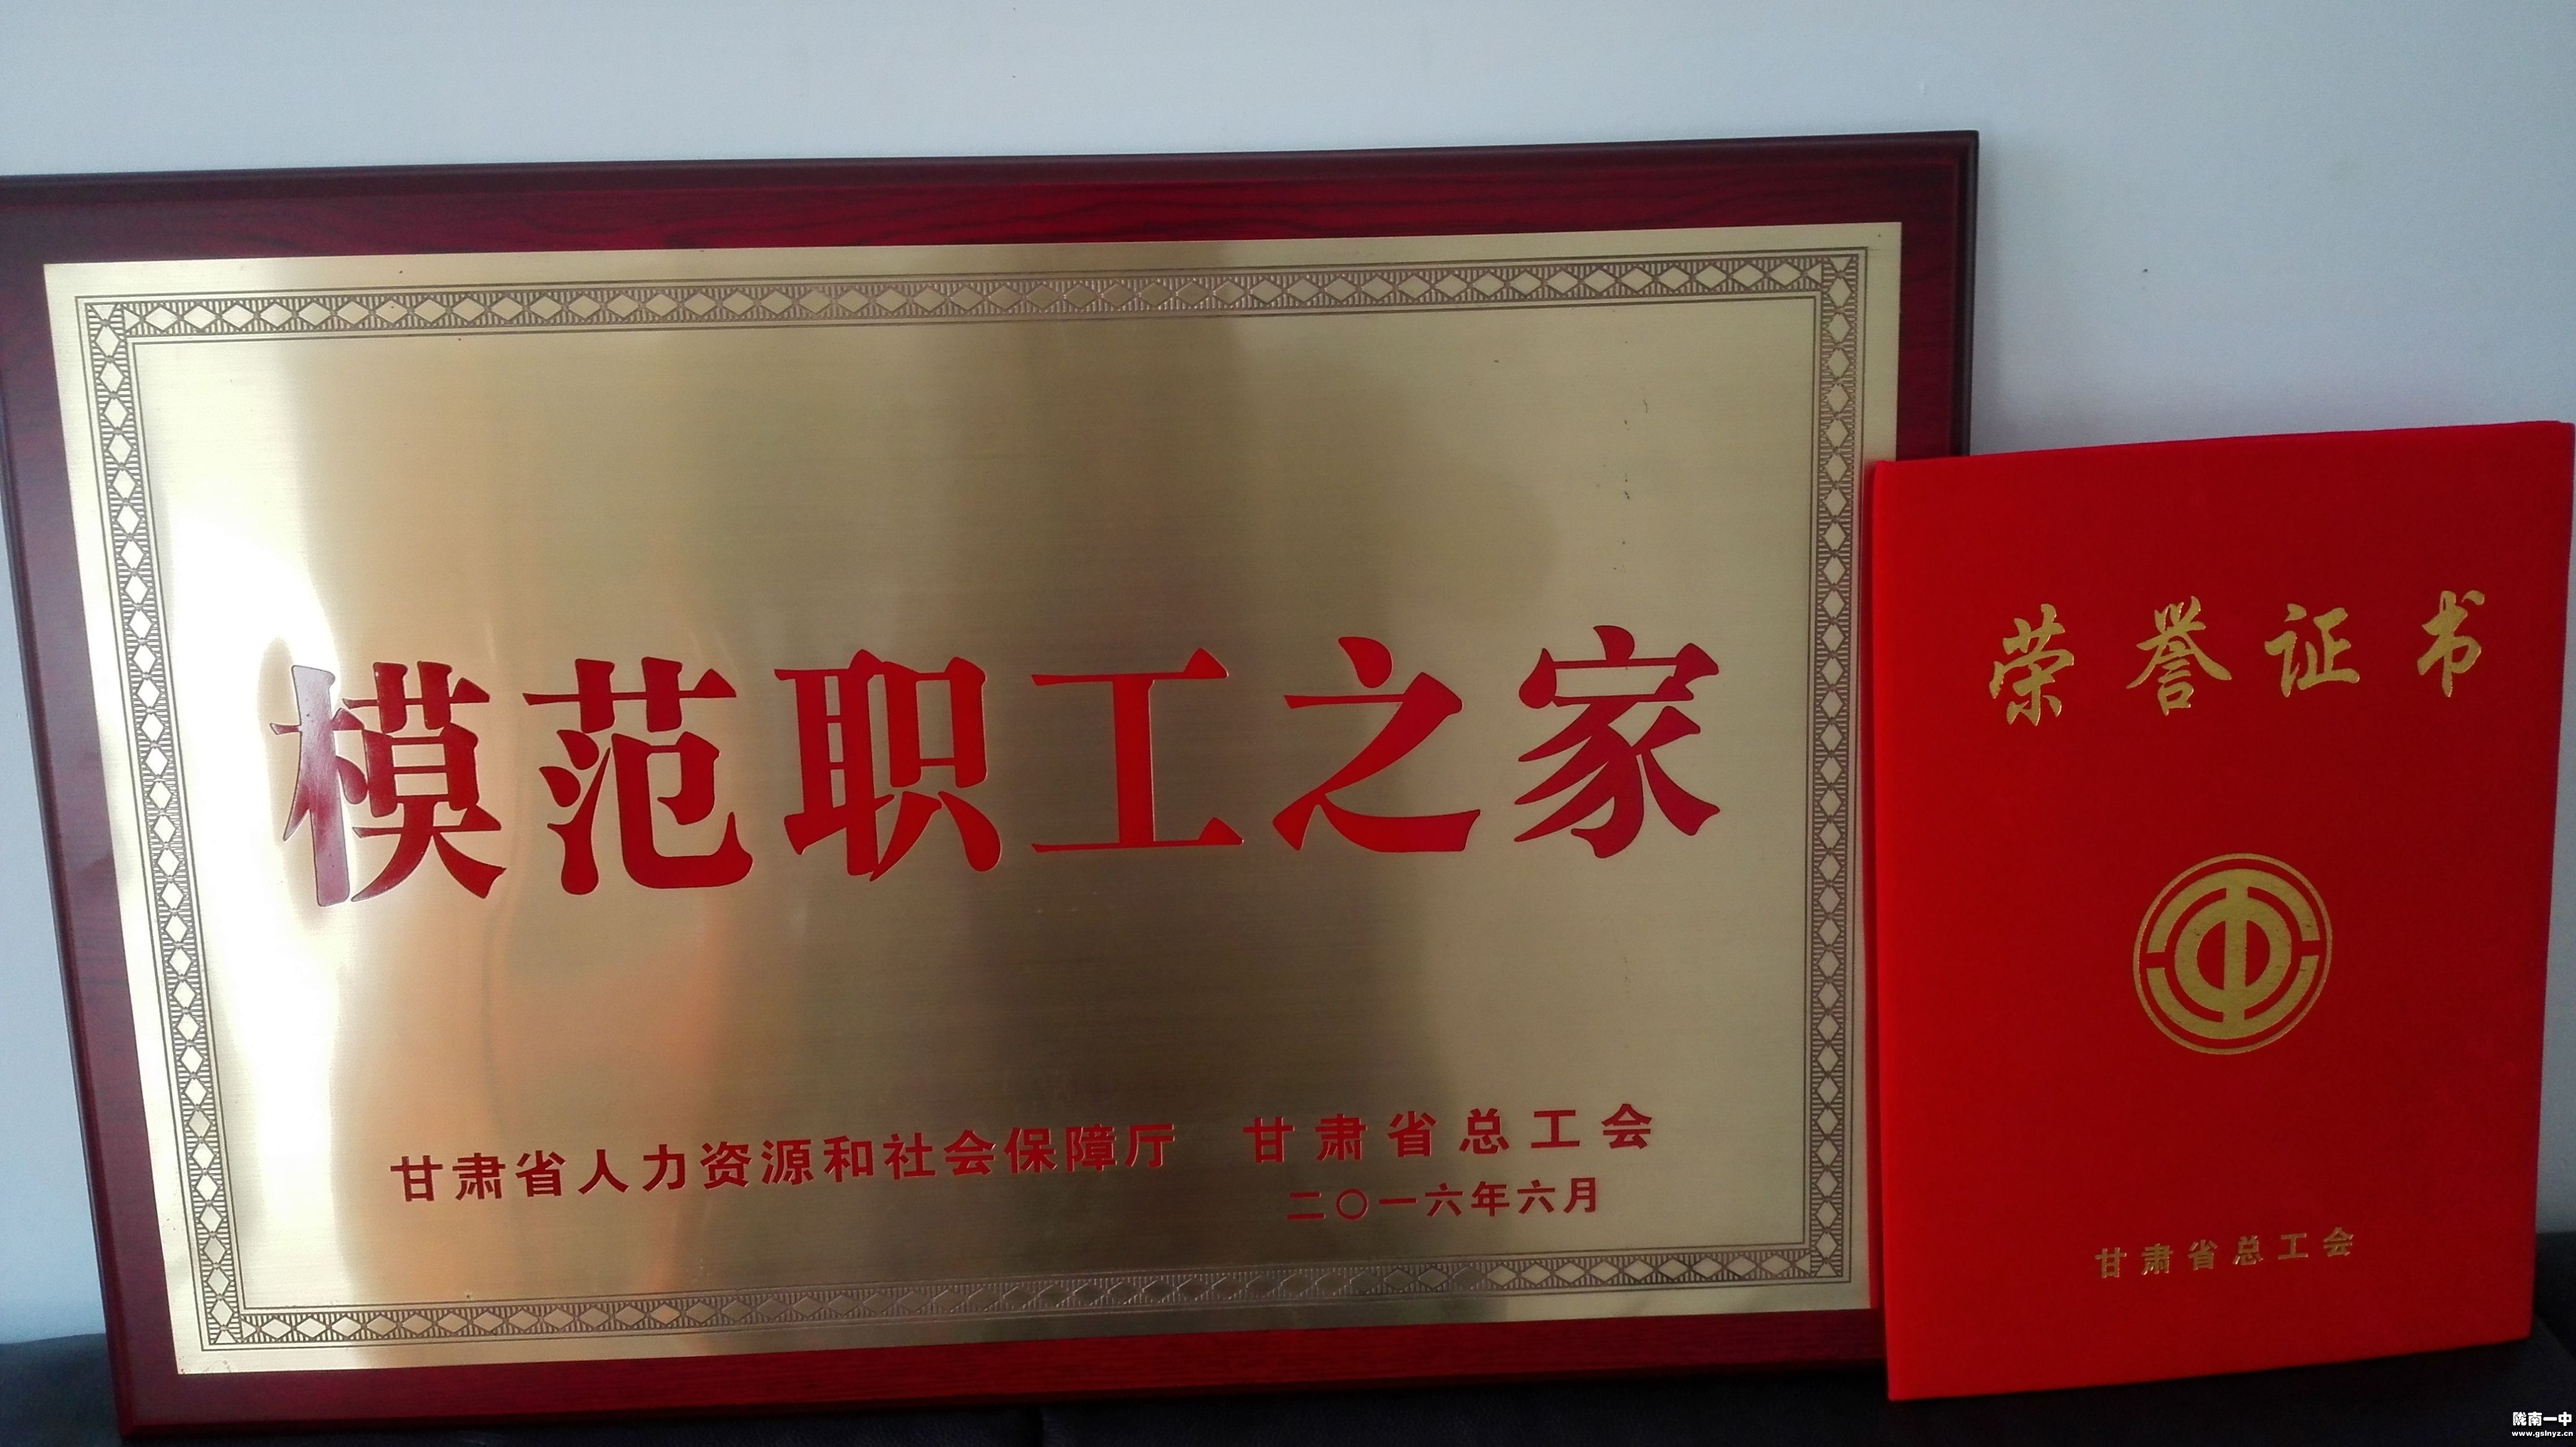 模范职工之家
甘肃省人力资源和社会保障厅 甘肃省总工会
二〇一六年六月
荣誉证书
甘肃省总工会
陇南一中
www.gslnyz.cn